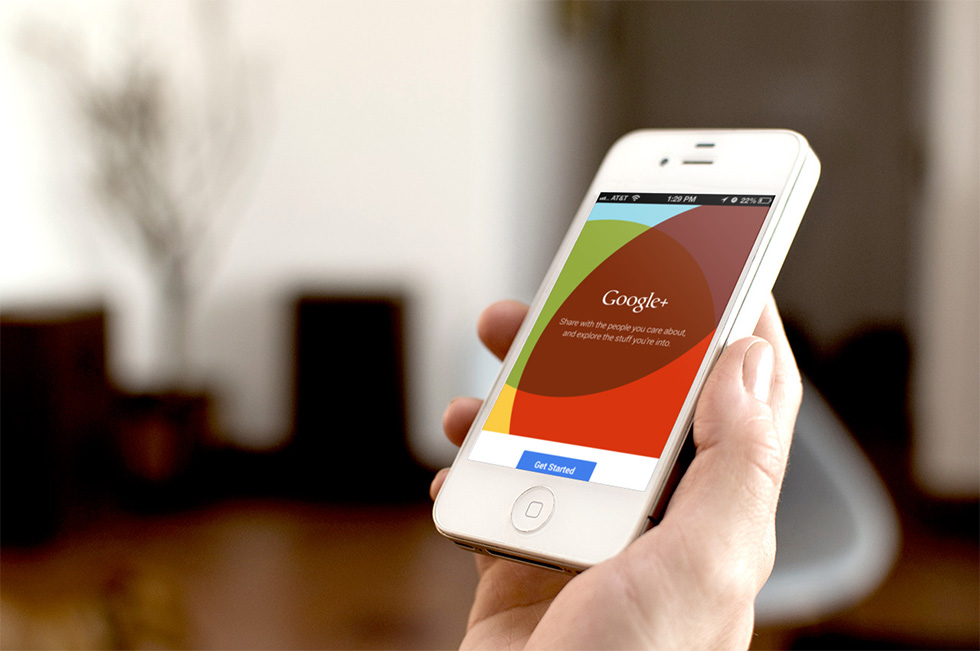 AT&T 1:29 PM 22%
Google+
Share with the people you care about,
and explore the stuff you're into.
Get Started